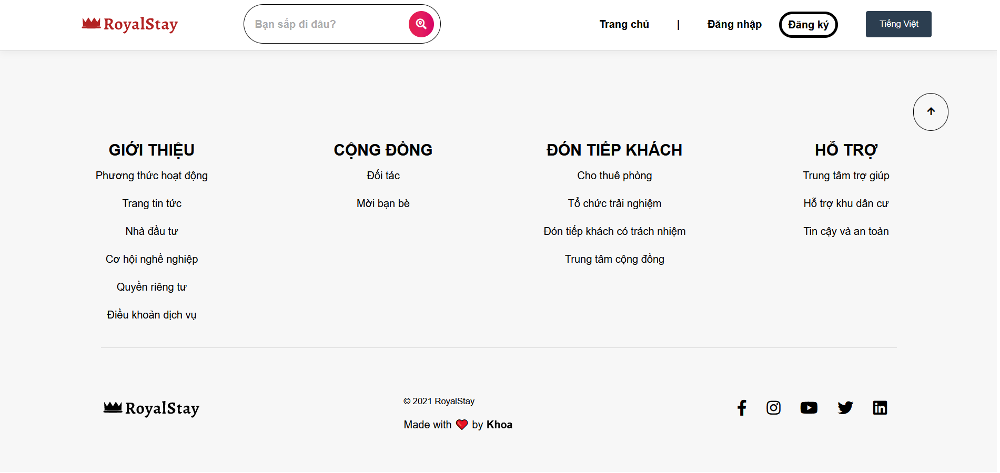 RoyalStay
Bạn sắp đi đâu?
Trang chủ | Đăng nhập Đăng ký Tiếng Việt
GIỚI THIỆU
Phương thức hoạt động
Trang tin tức
Nhà đầu tư
Cơ hội nghề nghiệp
Quyền riêng tư
Điều khoản dịch vụ
CỘNG ĐỒNG
Đối tác
Mời bạn bè
ĐÓN TIẾP KHÁCH
Cho thuê phòng
Tổ chức trải nghiệm
Đón tiếp khách có trách nhiệm
Trung tâm cộng đồng
HỖ TRỢ
Trung tâm trợ giúp
Hỗ trợ khu dân cư
Tin cậy và an toàn
RoyalStay
© 2021 RoyalStay
Made with ❤️ by Khoa